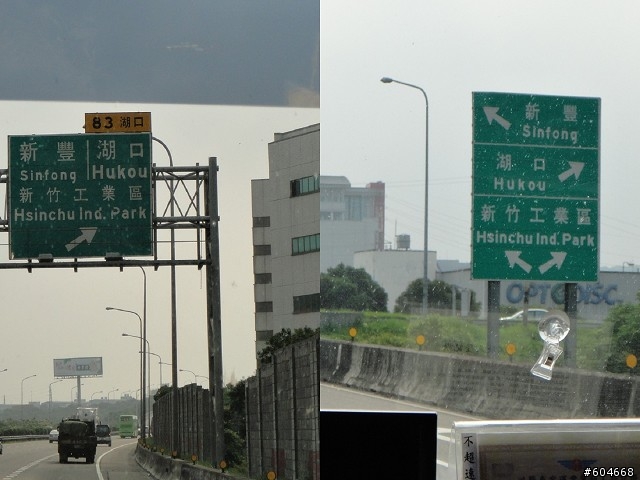 83 湖口
新豐 湖口
Sinfong Hukou
新竹工業區
Hsinchu Ind. Park
新豐
Sinfong
湖口
Hukou
新竹工業區
Hsinchu Ind. Park
OPTODISC
不超速
#604668